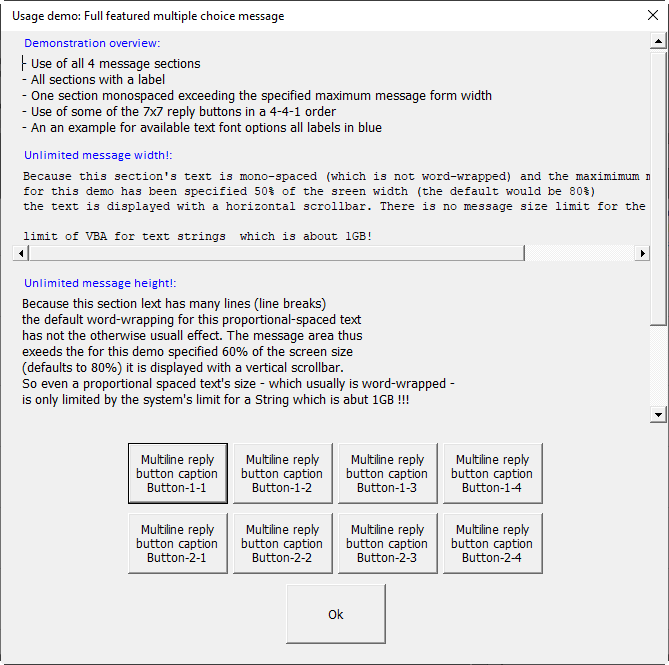 Usage demo: Full featured multiple choice message
Demonstration overview:
- Use of all 4 message sections
- All sections with a label
- One section monospaced exceeding the specified maximum message form width
- Use of some of the 7x7 reply buttons in a 4-4-1 order
- An an example for available text font options all labels in blue
Unlimited message width!:
Because this section's text is mono-spaced (which is not word-wrapped) and the maximimum m
for this demo has been specified 50% of the sreen width (the default would be 80%)
the text is displayed with a horizontal scrollbar. There is no message size limit for the
limit of VBA for text strings  which is about 1GB!
Unlimited message height!:
Because this section lext has many lines (line breaks)
the default word-wrapping for this proportional-spaced text
has not the otherwise usuall effect. The message area thus
exeeds the for this demo specified 60% of the screen size
(defaults to 80%) it is displayed with a vertical scrollbar.
So even a proportional spaced text's size - which usually is word-wrapped -
is only limited by the system's limit for a String which is abut 1GB !!!
Multiline reply button caption Button-1-1
Multiline reply button caption Button-1-2
Multiline reply button caption Button-1-3
Multiline reply button caption Button-1-4
Multiline reply button caption Button-2-1
Multiline reply button caption Button-2-2
Multiline reply button caption Button-2-3
Multiline reply button caption Button-2-4
Ok